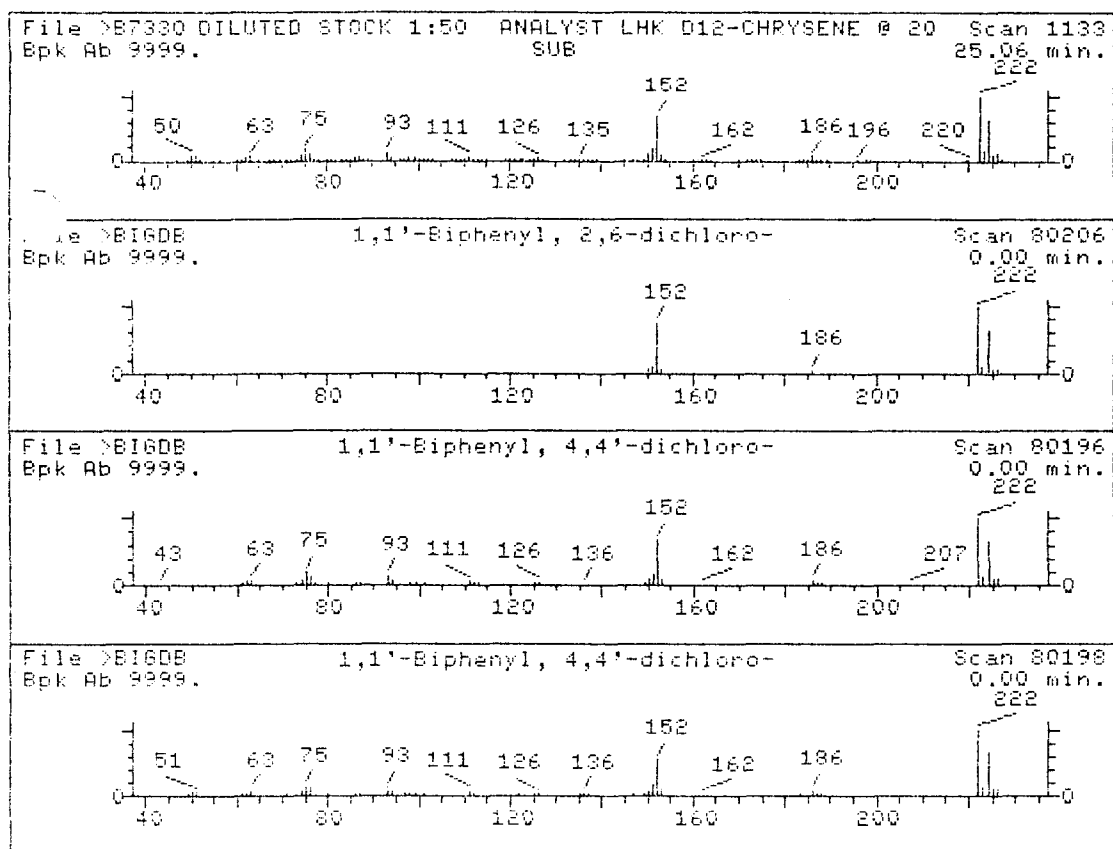 File >B7330 DILUTED STOCK 1:50 ANALYST LHK D12-CHRYSENE @ 20 Scan 1133
Bpk Ab 9999. SUB 25.06 min.
222
152
50 63 75 93 111 126 135 162 186 196 220
0 0
40 80 120 160 200
File >BIGDB 1,1'-Biphenyl, 2,6-dichloro- Scan 80206
Bpk Ab 9999. 0.00 min.
222
152
186
0 0
40 80 120 160 200
File >BIGDB 1,1'-Biphenyl, 4,4'-dichloro- Scan 80196
Bpk Ab 9999. 0.00 min.
222
152
43 63 75 93 111 126 136 162 186 207
0 0
40 80 120 160 200
File >BIGDB 1,1'-Biphenyl, 4,4'-dichloro- Scan 80198
Bpk Ab 9999. 0.00 min.
222
152
51 63 75 93 111 126 136 162 186
0 0
40 80 120 160 200